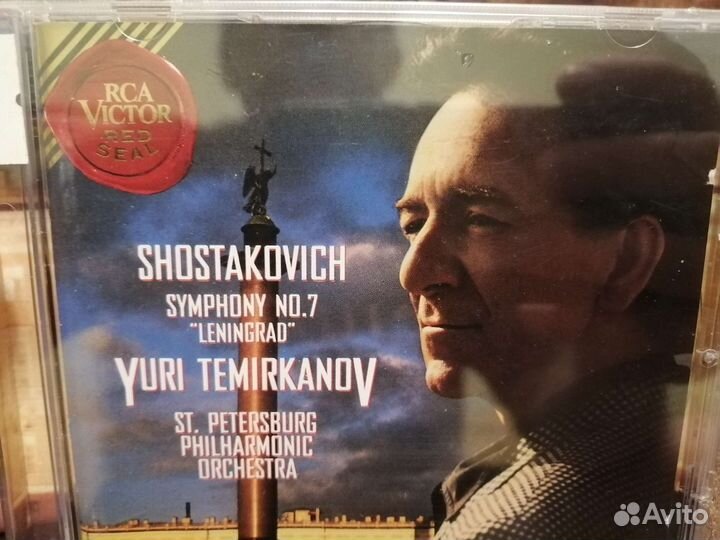 RCA
VICTOR
RED
SEAL
SHOSTAKOVICH
SYMPHONY NO.7
"LENINGRAD"
YURI TEMIRKANOV
ST. PETERSBURG
PHILHARMONIC
ORCHESTRA
Avito